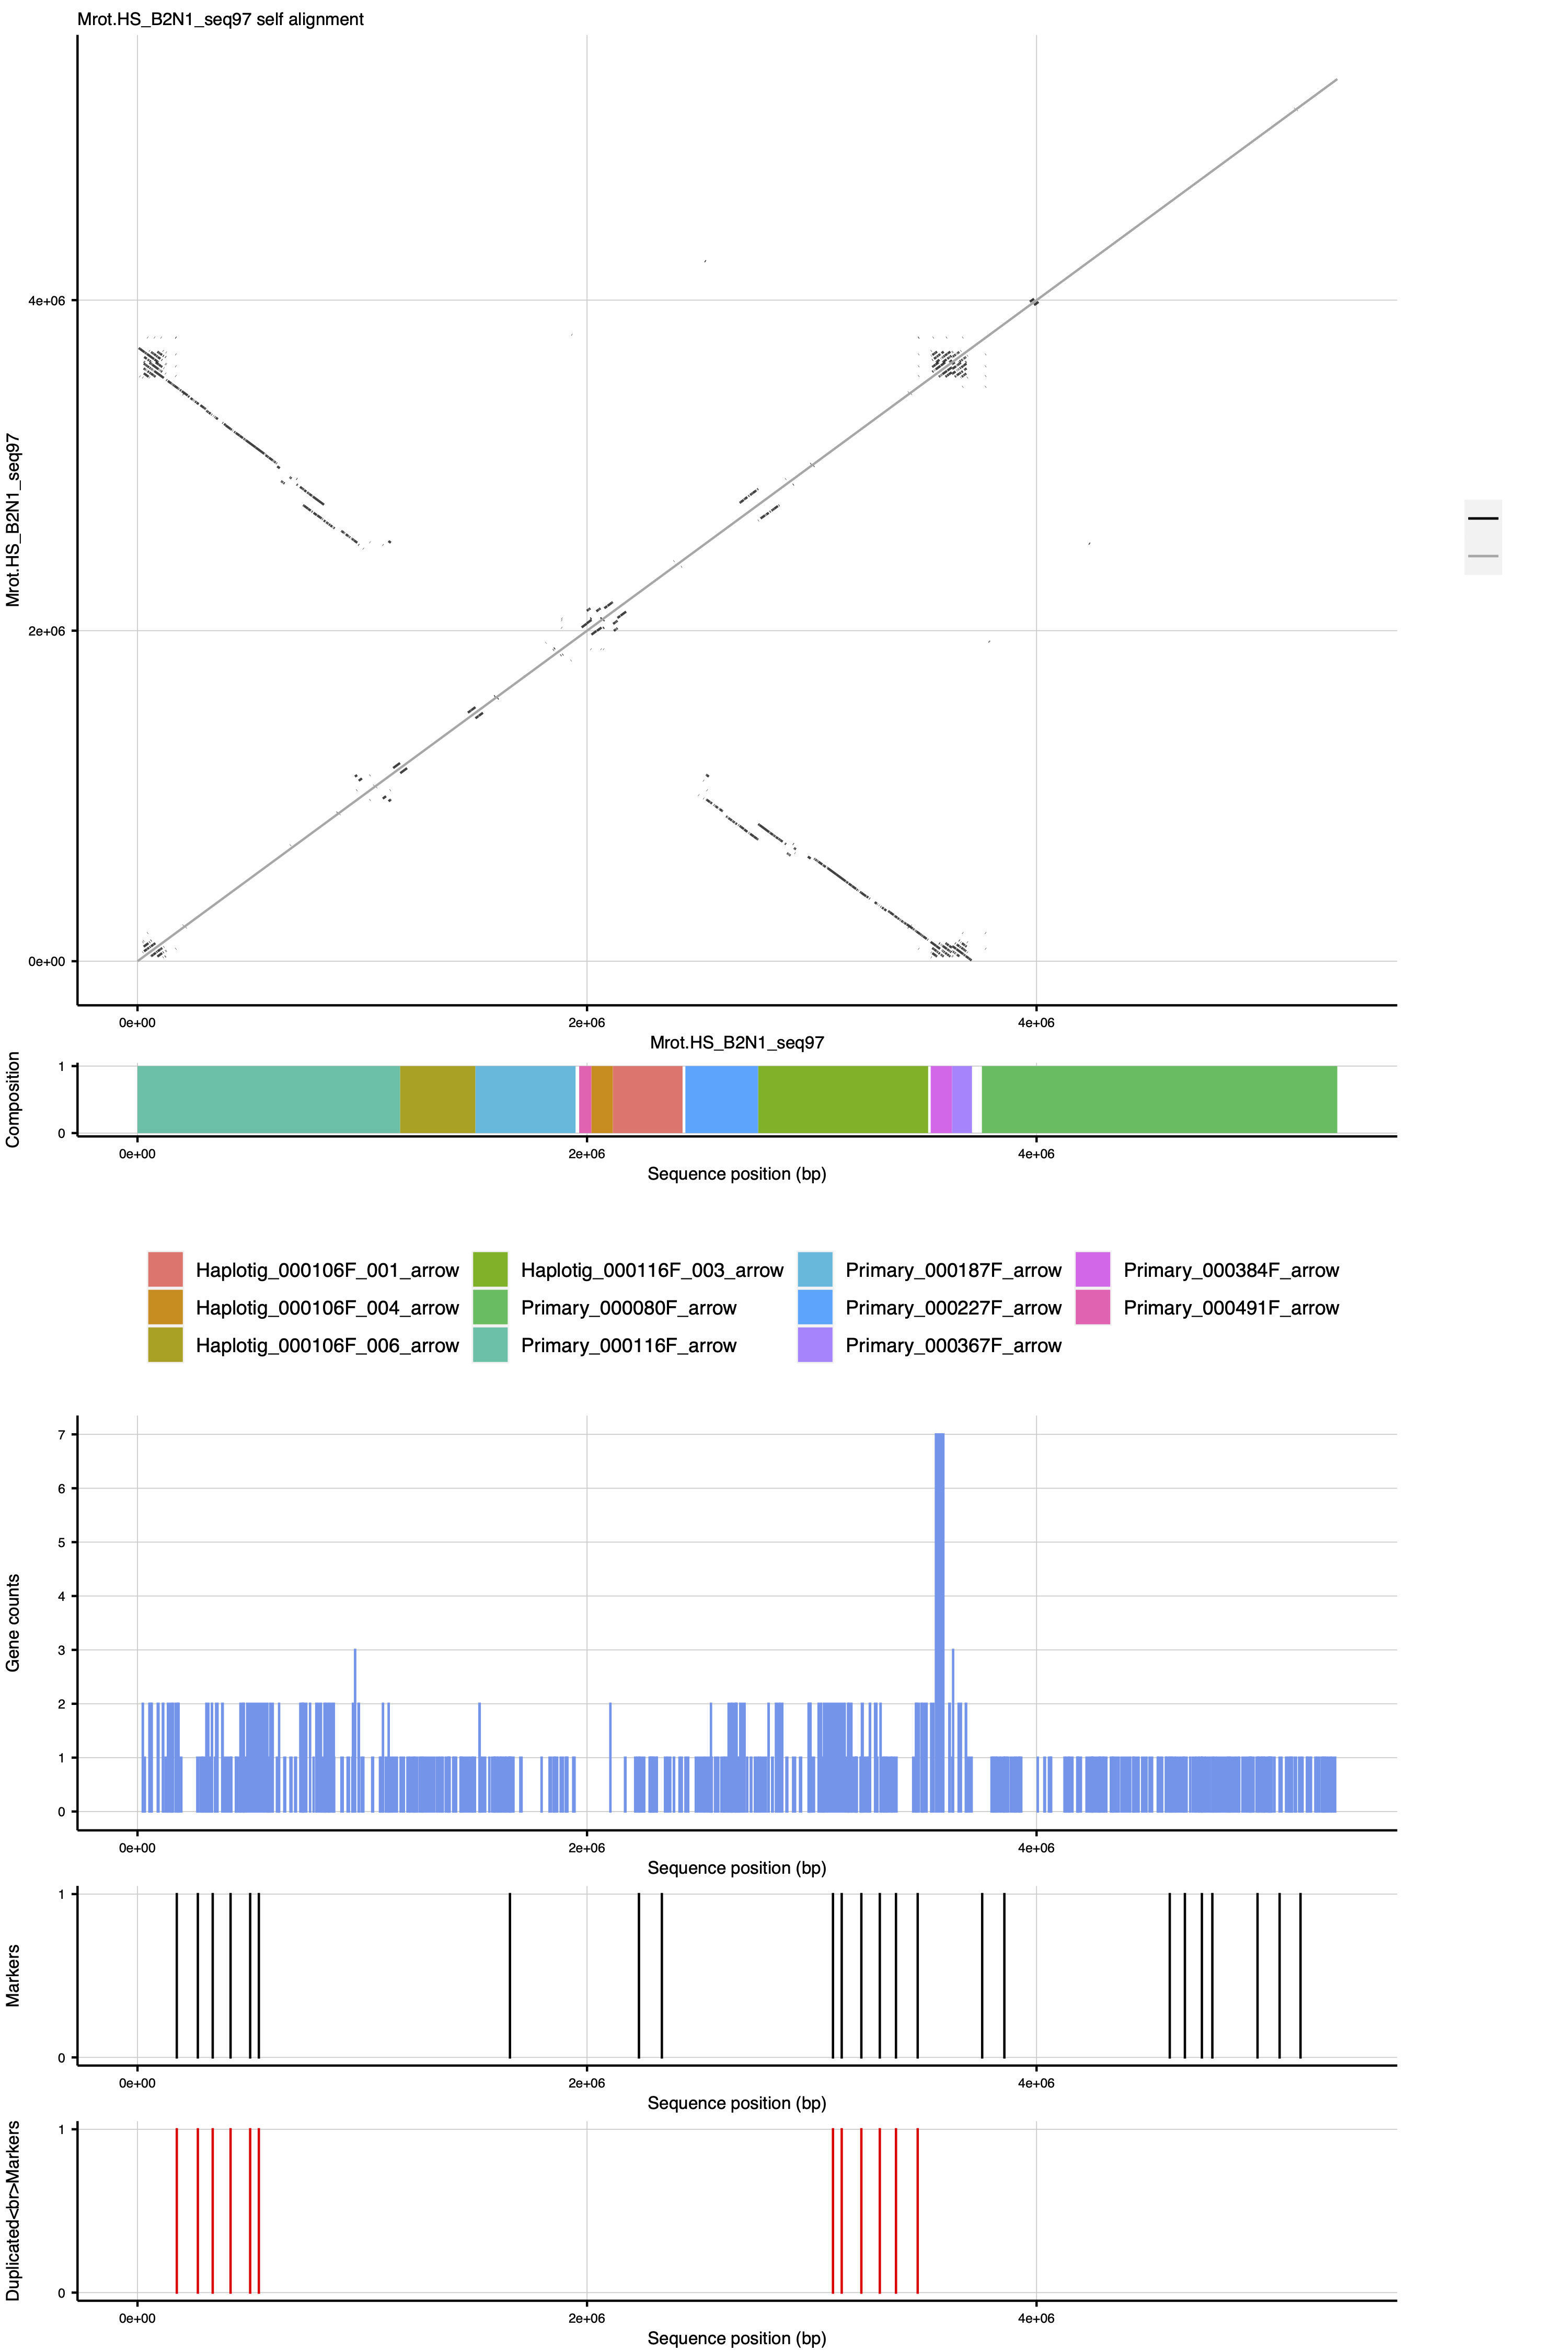 Mrot.HS_B2N1_seq97 self alignment
Mrot.HS_B2N1_seq97
4e+06
2e+06
0e+00
0e+00 2e+06 4e+06
Mrot.HS_B2N1_seq97
Composition
1
0
0e+00 2e+06 4e+06
Sequence position (bp)
Haplotig_000106F_001_arrow Haplotig_000116F_003_arrow Primary_000187F_arrow Primary_000384F_arrow
Haplotig_000106F_004_arrow Primary_000080F_arrow Primary_000227F_arrow Primary_000491F_arrow
Haplotig_000106F_006_arrow Primary_000116F_arrow Primary_000367F_arrow
Gene counts
7
6
5
4
3
2
1
0
0e+00 2e+06 4e+06
Sequence position (bp)
Markers
1
0
0e+00 2e+06 4e+06
Sequence position (bp)
Duplicated<br>Markers
1
0
0e+00 2e+06 4e+06
Sequence position (bp)